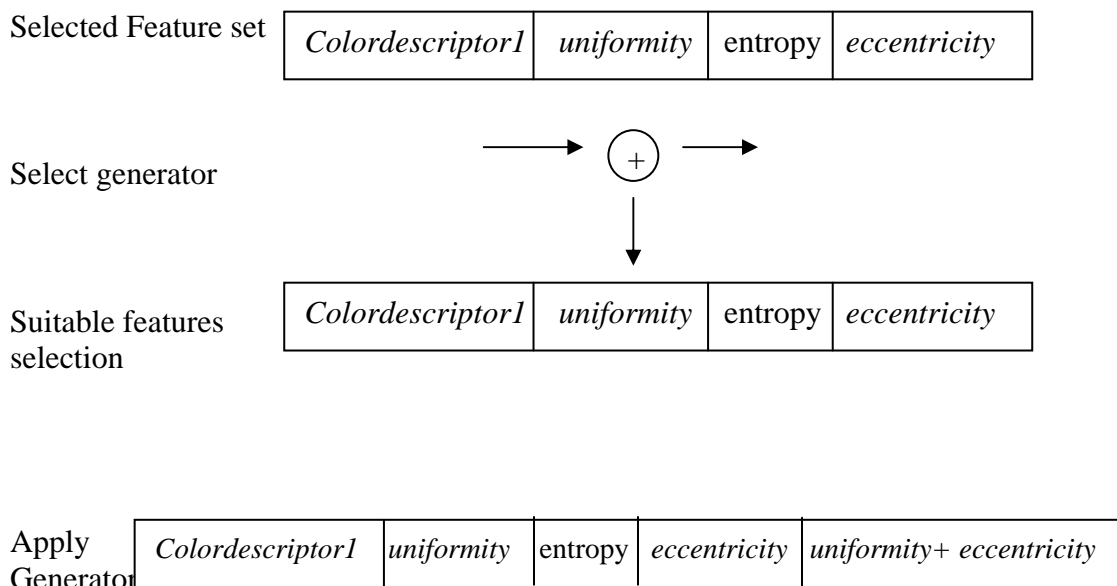 Selected Feature set
Colordescriptor1 uniformity entropy eccentricity
Select generator
+
Suitable features
selection
Colordescriptor1 uniformity entropy eccentricity
Apply
Generator
Colordescriptor1 uniformity entropy eccentricity uniformity+ eccentricity